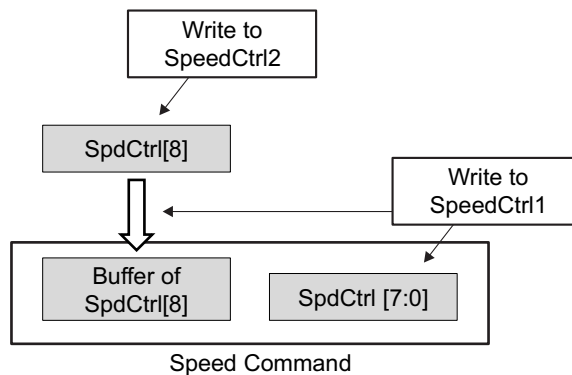 Write to
SpeedCtrl2
SpdCtrl[8]
Write to
SpeedCtrl1
Buffer of
SpdCtrl[8]
SpdCtrl [7:0]
Speed Command